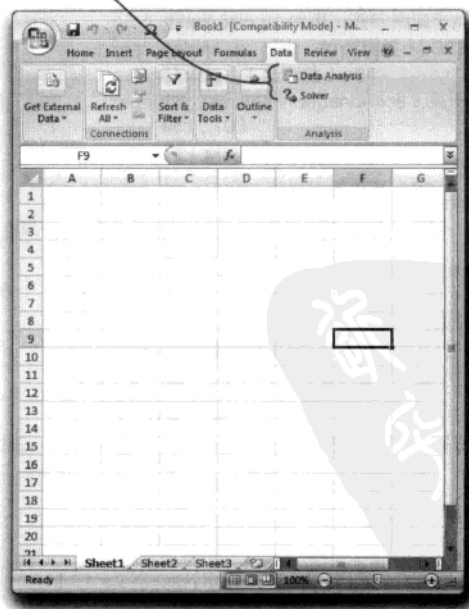 Book1 [Compatibility Mode] - M...
Home Insert Page Layout Formulas Data Review View
Get External Data
Refresh All
Connections
Sort & Filter
Data Tools
Outline
Data Analysis
Solver
Analysis
F9 fx
A B C D E F G
1
2
3
4
5
6
7
8
9
10
11
12
13
14
15
16
17
18
19
20
21
Sheet1 Sheet2 Sheet3
Ready 100%